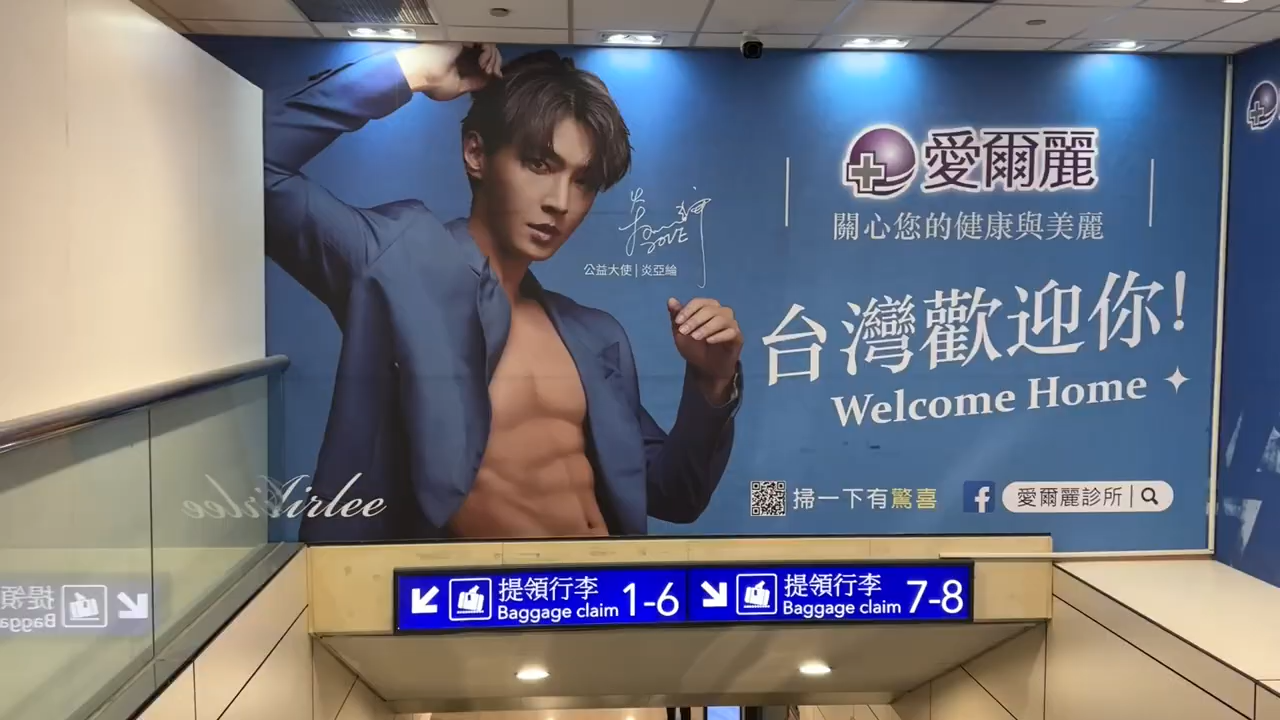 愛爾麗
關心您的健康與美麗
公益大使|炎亞綸
台灣歡迎你!
Welcome Home
掃一下有驚喜
愛爾麗診所
Airlee
提領行李 1-6
Baggage claim
提領行李 7-8
Baggage claim